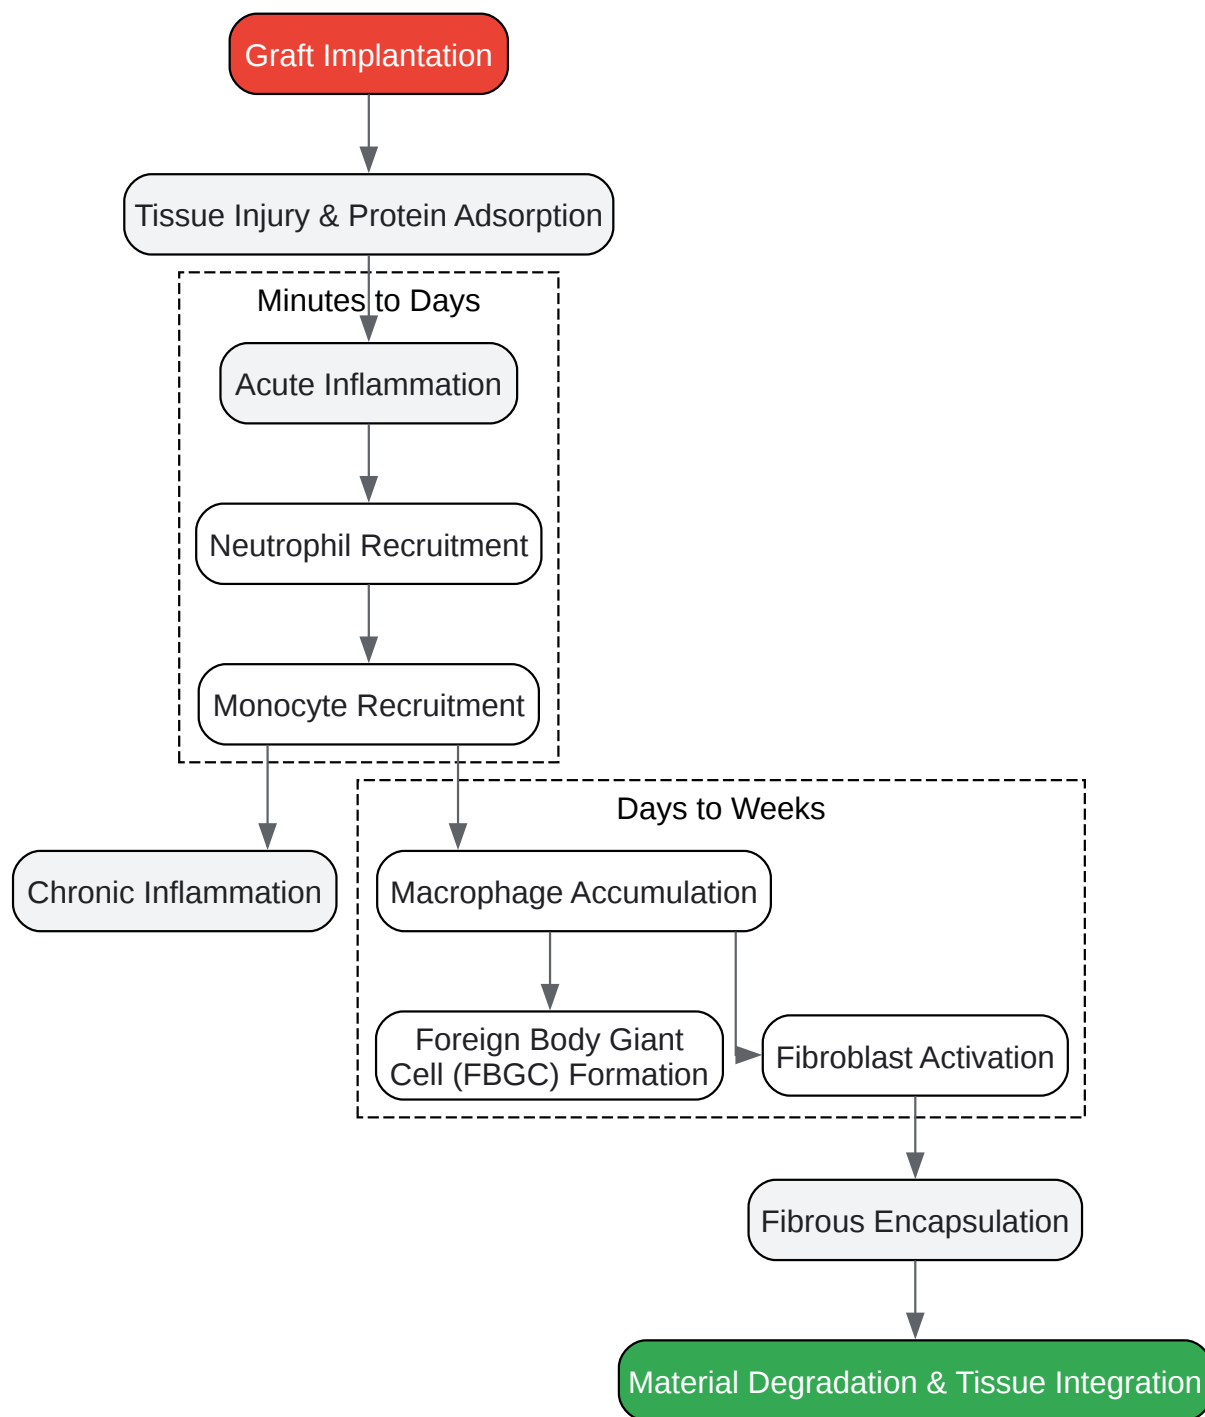 Graft Implantation
Tissue Injury & Protein Adsorption
Minutes to Days
Acute Inflammation
Neutrophil Recruitment
Monocyte Recruitment
Days to Weeks
Chronic Inflammation
Macrophage Accumulation
Foreign Body Giant
Cell (FBGC) Formation
Fibroblast Activation
Fibrous Encapsulation
Material Degradation & Tissue Integration